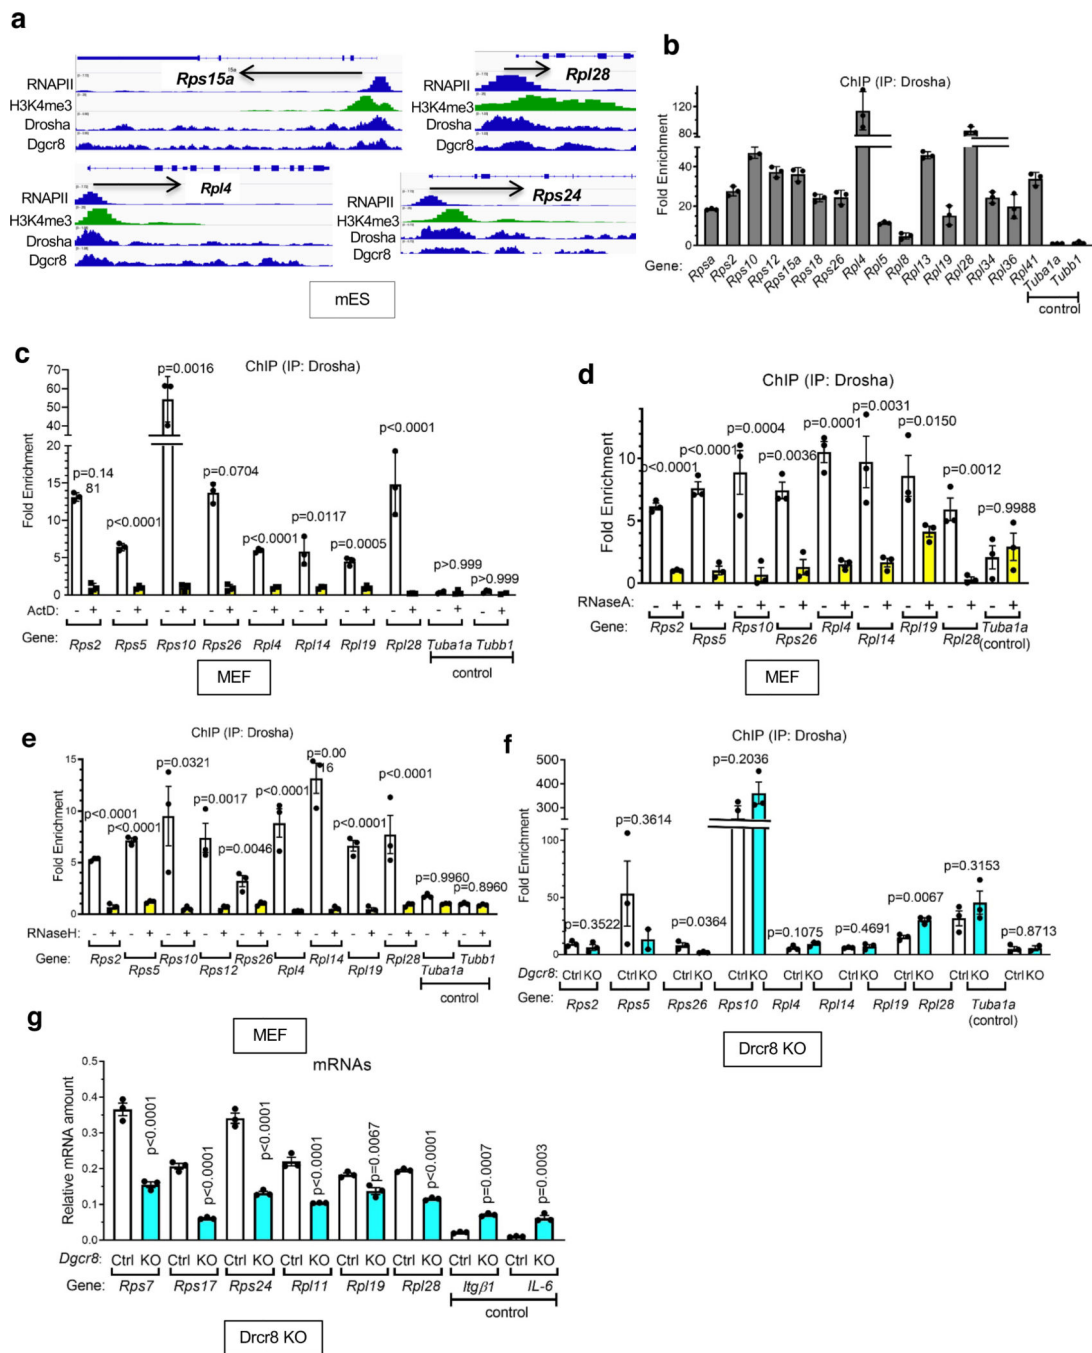 a
Rps15a
RNAPII
H3K4me3
Drosha
Dgcr8
Rpl28
RNAPII
H3K4me3
Drosha
Dgcr8
Rpl4
RNAPII
H3K4me3
Drosha
Dgcr8
Rps24
RNAPII
H3K4me3
Drosha
Dgcr8
mES
b
ChIP (IP: Drosha)
Fold Enrichment
120
80
40
20
0
Gene: Rpsa Rps2 Rps10 Rps12 Rps15a Rps18 Rps26 Rpl4 Rpl5 Rpl8 Rpl13 Rpl19 Rpl28 Rpl34 Rpl36 Rpl41 Tuba1a Tubb1
control
c
ChIP (IP: Drosha)
Fold Enrichment
70
60
50
40
20
15
10
5
0
p=0.14
81
p<0.0001
p=0.0016
p=0.0704
p<0.0001
p=0.0117
p=0.0005
p<0.0001
p>0.999
p>0.999
ActD: - + - + - + - + - + - + - + - + - + - +
Gene: Rps2 Rps5 Rps10 Rps26 Rpl4 Rpl14 Rpl19 Rpl28 Tuba1a Tubb1
control
MEF
d
ChIP (IP: Drosha)
Fold Enrichment
10
5
0
p<0.0001
p<0.0001
p=0.0004
p=0.0036
p=0.0001
p=0.0031
p=0.0150
p=0.0012
p=0.9988
RNaseA: - + - + - + - + - + - + - + - + - +
Gene: Rps2 Rps5 Rps10 Rps26 Rpl4 Rpl14 Rpl19 Rpl28 Tuba1a
(control)
MEF
e
ChIP (IP: Drosha)
Fold Enrichment
15
10
5
0
p<0.0001
p<0.0001
p=0.0321
p=0.0017
p=0.0046
p<0.0001
p=0.00
16
p<0.0001
p<0.0001
p=0.9960
p=0.8960
RNaseH: - + - + - + - + - + - + - + - + - + - + - +
Gene: Rps2 Rps5 Rps10 Rps12 Rps26 Rpl4 Rpl14 Rpl19 Rpl28 Tuba1a Tubb1
control
MEF
f
ChIP (IP: Drosha)
Fold Enrichment
500
400
300
200
100
50
0
p=0.3522
p=0.3614
p=0.0364
p=0.2036
p=0.1075
p=0.4691
p=0.0067
p=0.3153
p=0.8713
Dgcr8: Ctrl KO Ctrl KO Ctrl KO Ctrl KO Ctrl KO Ctrl KO Ctrl KO Ctrl KO Ctrl KO
Gene: Rps2 Rps5 Rps26 Rps10 Rpl4 Rpl14 Rpl19 Rpl28 Tuba1a
(control)
Drcr8 KO
g
mRNAs
Relative mRNA amount
0.5
0.4
0.3
0.2
0.1
0.0
p<0.0001
p<0.0001
p<0.0001
p<0.0001
p=0.0067
p<0.0001
p=0.0007
p=0.0003
Dgcr8: Ctrl KO Ctrl KO Ctrl KO Ctrl KO Ctrl KO Ctrl KO Ctrl KO Ctrl KO
Gene: Rps7 Rps17 Rps24 Rpl11 Rpl19 Rpl28 Itgβ1 IL-6
control
Drcr8 KO